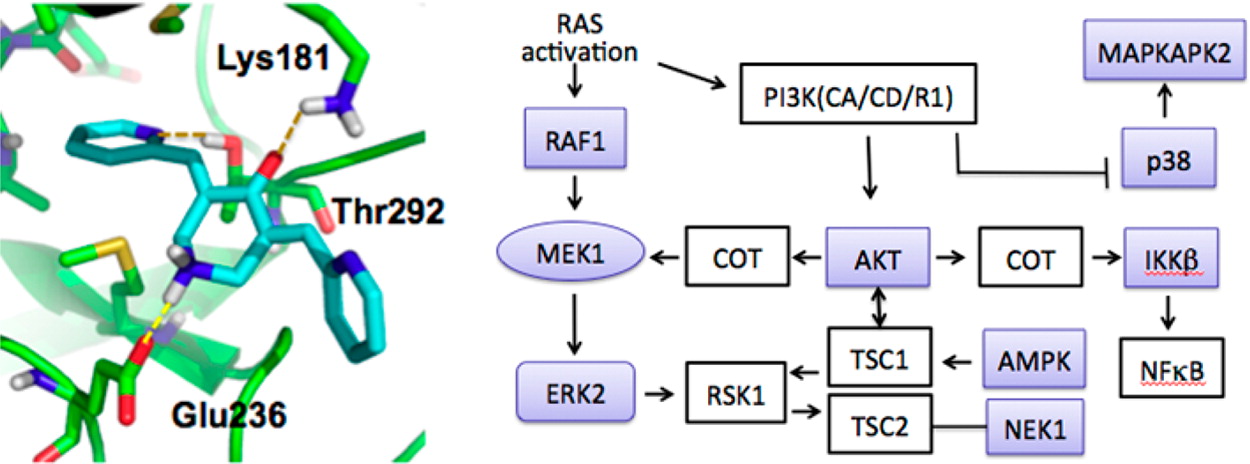 Lys181
Thr292
Glu236
RAS
activation
PI3K(CA/CD/R1)
MAPKAPK2
RAF1
p38
MEK1
COT
AKT
COT
IKKβ
TSC1
AMPK
NFκB
ERK2
RSK1
TSC2
NEK1